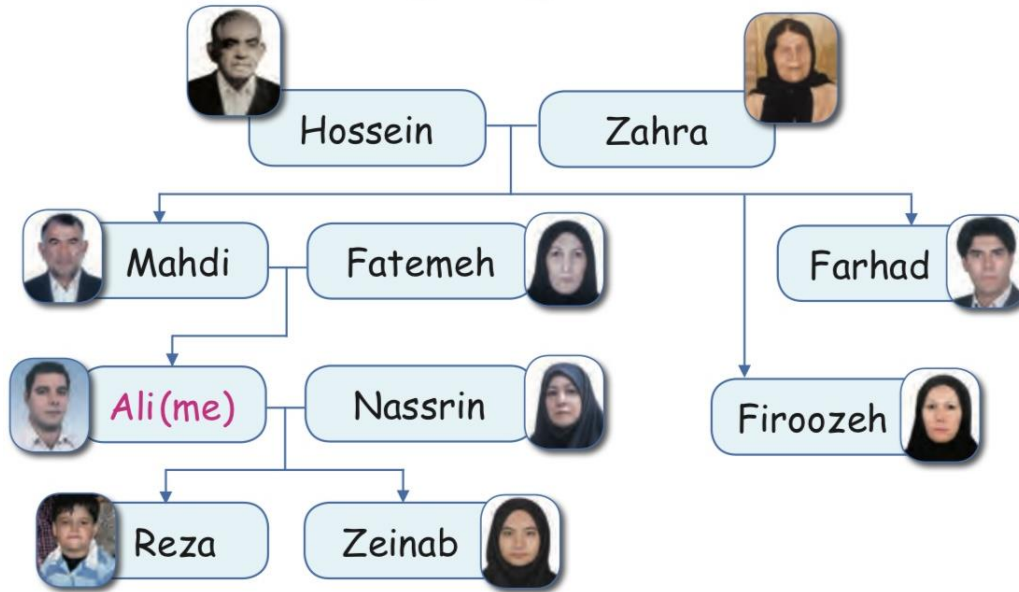 Hossein
Zahra
Mahdi
Fatemeh
Farhad
Ali(me)
Nassrin
Firoozeh
Reza
Zeinab